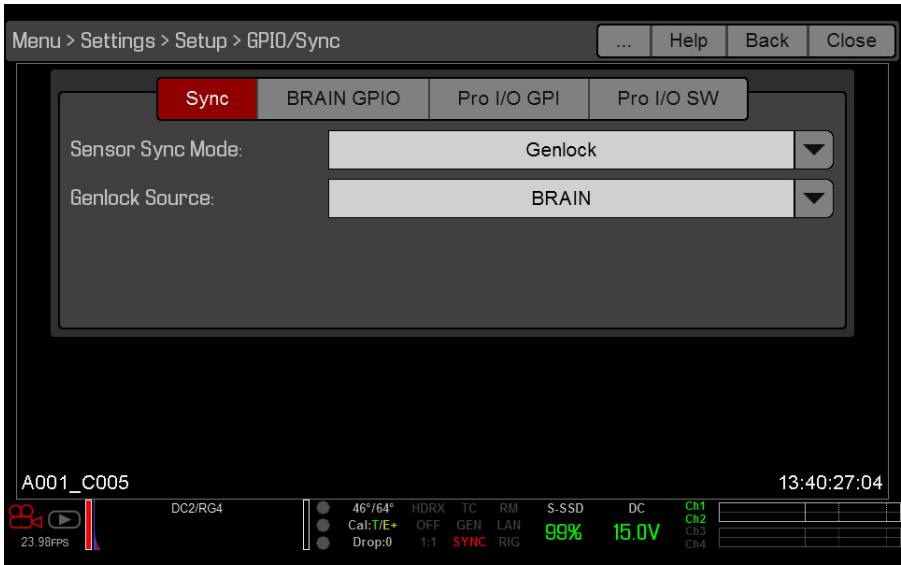 Menu > Settings > Setup > GPIO/Sync ... Help Back Close
Sync BRAIN GPIO Pro I/O GPI Pro I/O SW
Sensor Sync Mode: Genlock
Genlock Source: BRAIN
A001_C005 13:40:27:04
DC2/RG4 46°/64° HDRX TC RM S-SSD DC Ch1
Cal:T/E+ OFF GEN LAN 99% 15.0V Ch2
23.98FPS Drop:0 1:1 SYNC RIG Ch3
Ch4